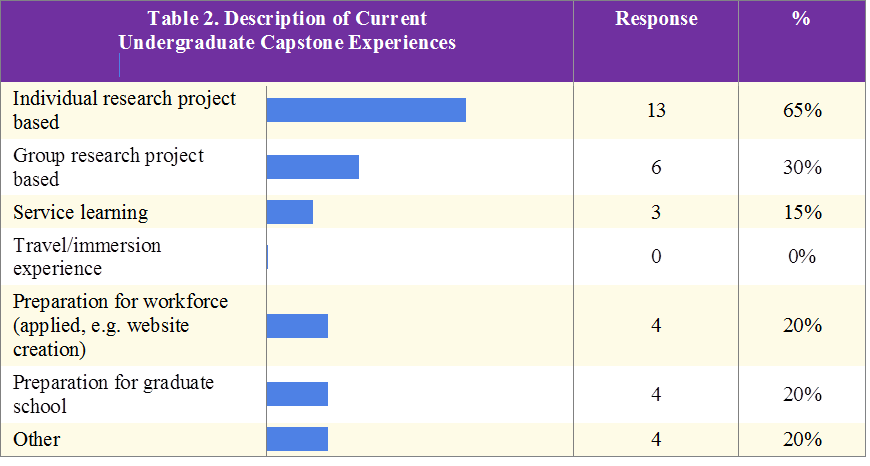 Table 2. Description of Current
Undergraduate Capstone Experiences
Response
%
Individual research project
based
13
65%
Group research project
based
6
30%
Service learning
3
15%
Travel/immersion
experience
0
0%
Preparation for workforce
(applied, e.g. website
creation)
4
20%
Preparation for graduate
school
4
20%
Other
4
20%